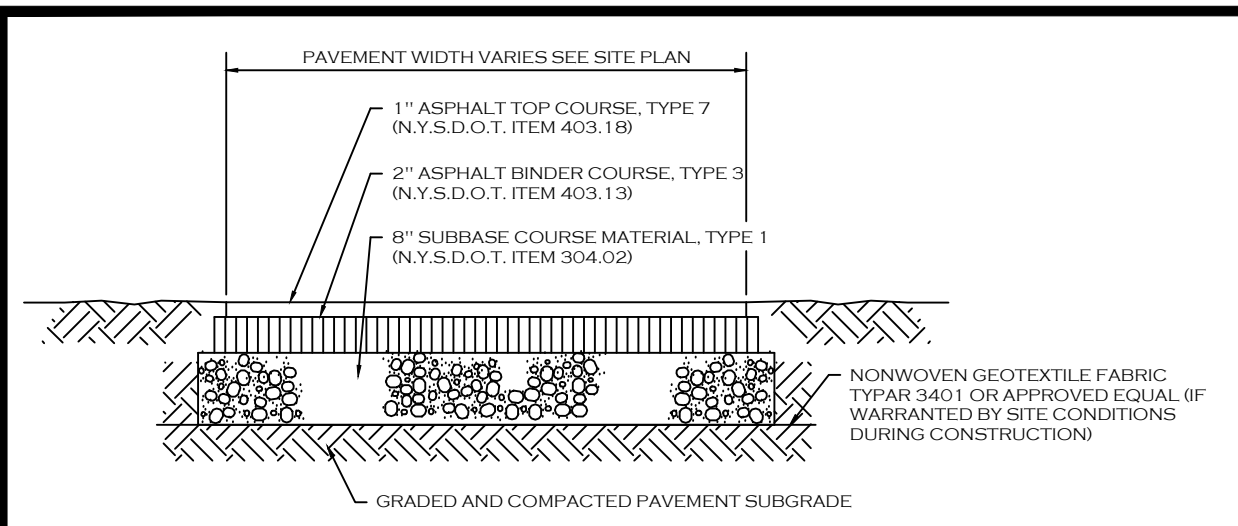 PAVEMENT WIDTH VARIES SEE SITE PLAN
1" ASPHALT TOP COURSE, TYPE 7
(N.Y.S.D.O.T. ITEM 403.18)
2" ASPHALT BINDER COURSE, TYPE 3
(N.Y.S.D.O.T. ITEM 403.13)
8" SUBBASE COURSE MATERIAL, TYPE 1
(N.Y.S.D.O.T. ITEM 304.02)
NONWOVEN GEOTEXTILE FABRIC
TYPAR 3401 OR APPROVED EQUAL (IF
WARRANTED BY SITE CONDITIONS
DURING CONSTRUCTION)
GRADED AND COMPACTED PAVEMENT SUBGRADE